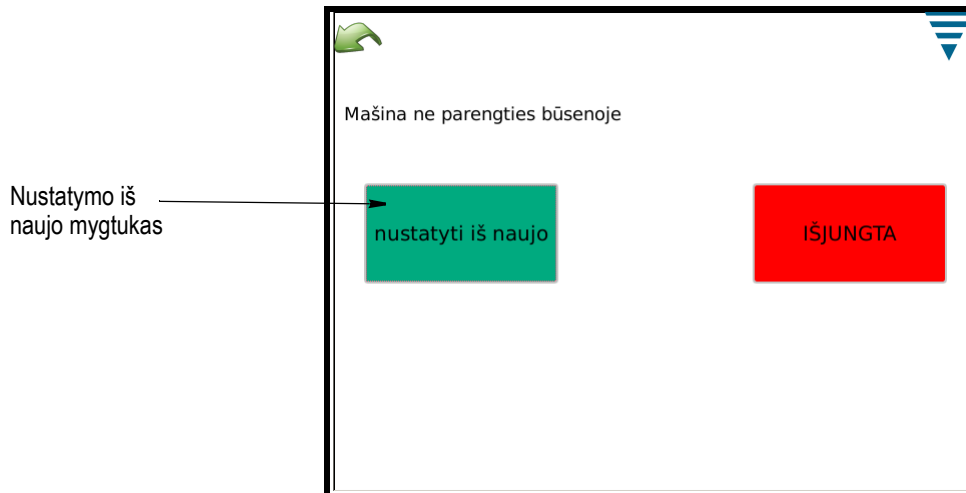 Mašina ne parengties būsenoje
Nustatymo iš
naujo mygtukas
nustatyti iš naujo
IŠJUNGTA